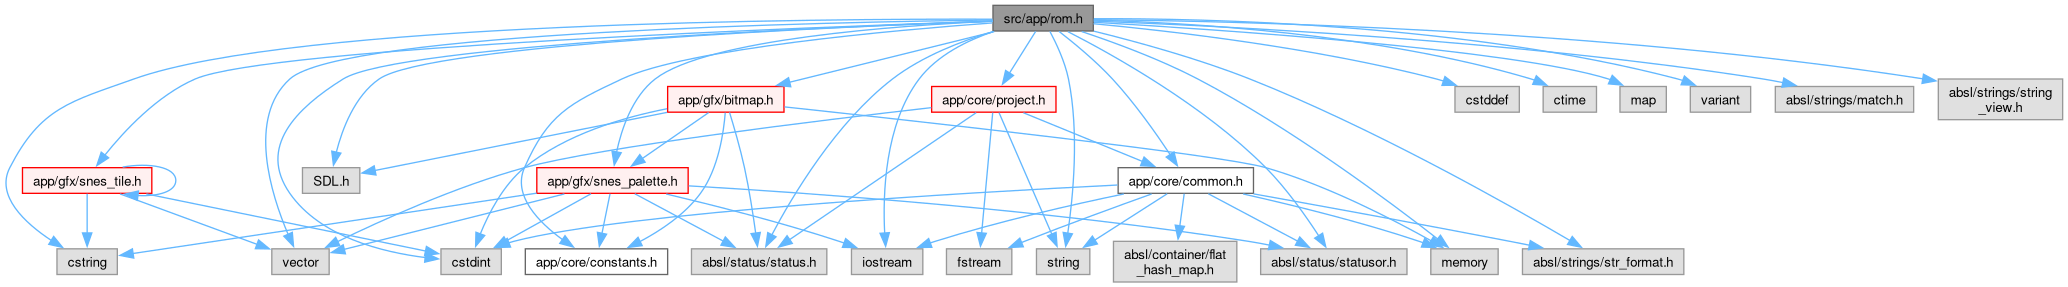 src/app/rom.h
app/gfx/bitmap.h
app/core/project.h
cstddef
ctime
map
variant
absl/strings/match.h
absl/strings/string
_view.h
app/gfx/snes_tile.h
SDL.h
app/gfx/snes_palette.h
app/core/common.h
cstring
vector
cstdint
app/core/constants.h
absl/status/status.h
iostream
fstream
string
absl/container/flat
_hash_map.h
absl/status/statusor.h
memory
absl/strings/str_format.h